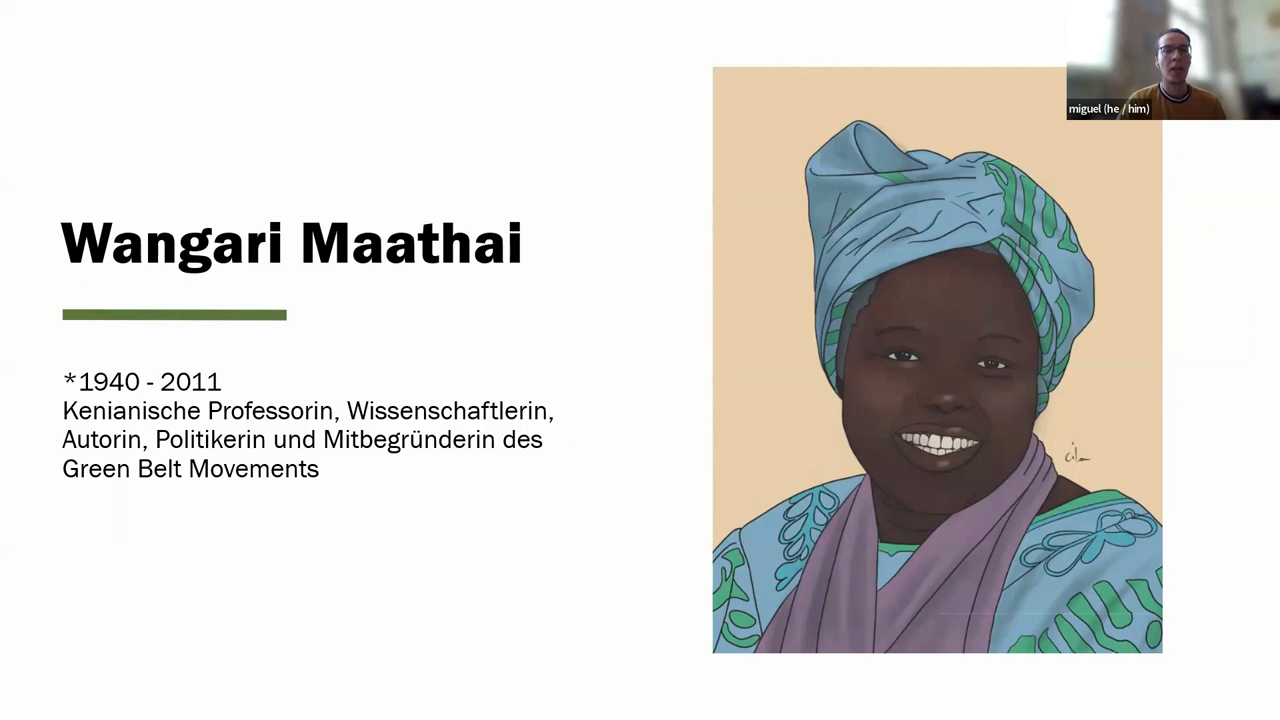 miguel (he / him)
Wangari Maathai
*1940 - 2011
Kenianische Professorin, Wissenschaftlerin,
Autorin, Politikerin und Mitbegründerin des
Green Belt Movements